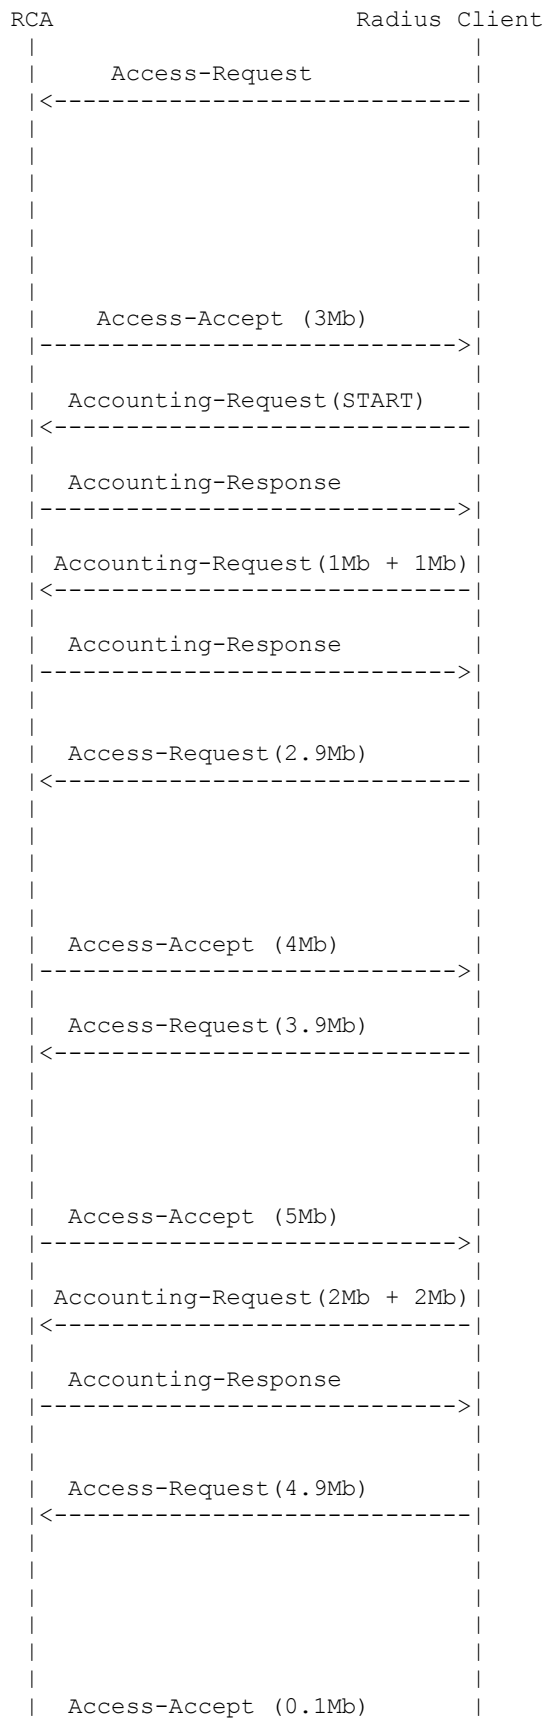 RCA Radius Client
Access-Request
Access-Accept (3Mb)
Accounting-Request(START)
Accounting-Response
Accounting-Request(1Mb + 1Mb)
Accounting-Response
Access-Request(2.9Mb)
Access-Accept (4Mb)
Access-Request(3.9Mb)
Access-Accept (5Mb)
Accounting-Request(2Mb + 2Mb)
Accounting-Response
Access-Request(4.9Mb)
Access-Accept (0.1Mb)